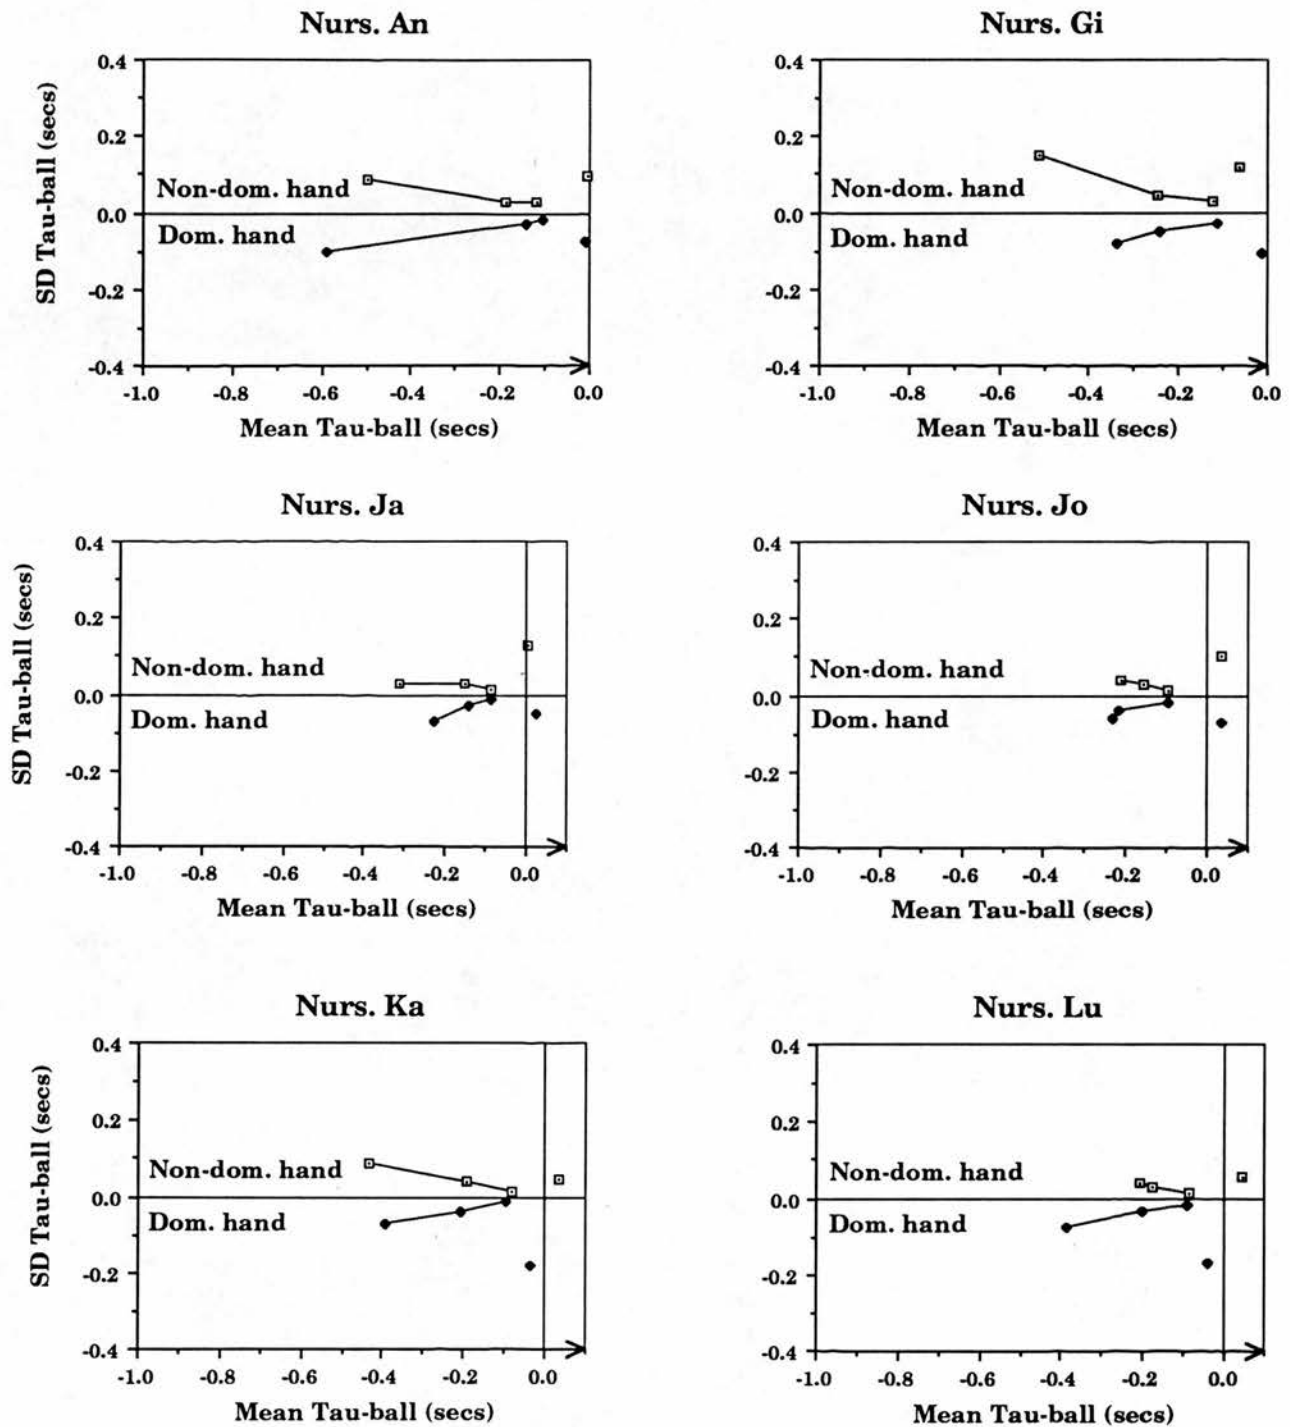 Nurs. An
SD Tau-ball (secs)
0.4
0.2
0.0
-0.2
-0.4
Non-dom. hand
Dom. hand
-1.0 -0.8 -0.6 -0.4 -0.2 0.0
Mean Tau-ball (secs)
Nurs. Gi
0.4
0.2
0.0
-0.2
-0.4
Non-dom. hand
Dom. hand
-1.0 -0.8 -0.6 -0.4 -0.2 0.0
Mean Tau-ball (secs)
Nurs. Ja
SD Tau-ball (secs)
0.4
0.2
0.0
-0.2
-0.4
Non-dom. hand
Dom. hand
-1.0 -0.8 -0.6 -0.4 -0.2 0.0
Mean Tau-ball (secs)
Nurs. Jo
0.4
0.2
0.0
-0.2
-0.4
Non-dom. hand
Dom. hand
-1.0 -0.8 -0.6 -0.4 -0.2 0.0
Mean Tau-ball (secs)
Nurs. Ka
SD Tau-ball (secs)
0.4
0.2
0.0
-0.2
-0.4
Non-dom. hand
Dom. hand
-1.0 -0.8 -0.6 -0.4 -0.2 0.0
Mean Tau-ball (secs)
Nurs. Lu
0.4
0.2
0.0
-0.2
-0.4
Non-dom. hand
Dom. hand
-1.0 -0.8 -0.6 -0.4 -0.2 0.0
Mean Tau-ball (secs)